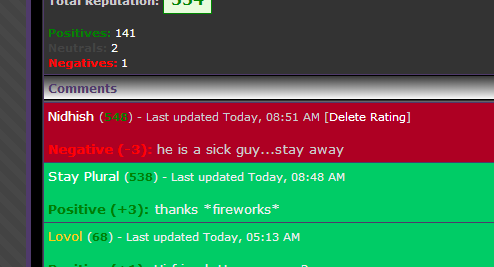 Total Reputation: 554
Positives: 141
Neutrals: 2
Negatives: 1
Comments
Nidhish (548) - Last updated Today, 08:51 AM [Delete Rating]
Negative (-3): he is a sick guy...stay away
Stay Plural (538) - Last updated Today, 08:48 AM
Positive (+3): thanks *fireworks*
Lovol (68) - Last updated Today, 05:13 AM